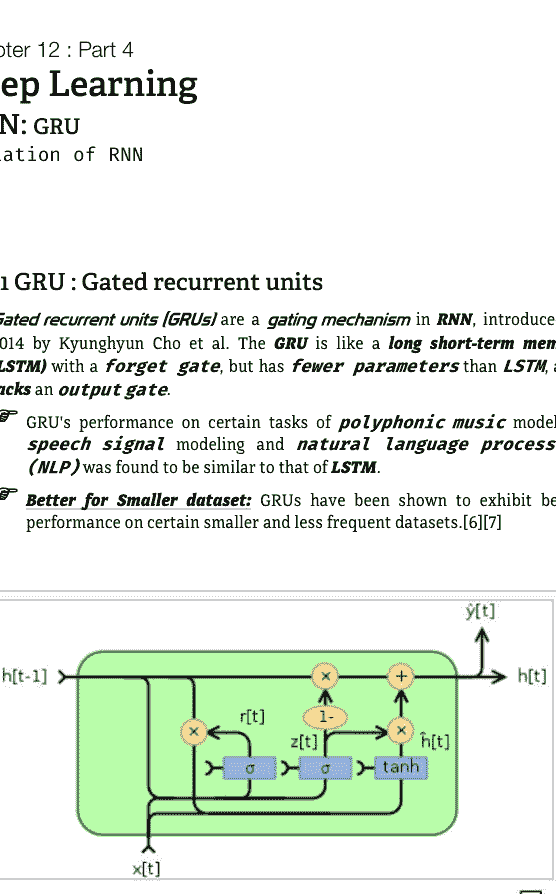 pter 12 : Part 4
ep Learning
N: GRU
lation of RNN
1 GRU : Gated recurrent units
Gated recurrent units (GRUs) are a gating mechanism in RNN, introduce
014 by Kyunghyun Cho et al. The GRU is like a long short-term mem
LSTM) with a forget gate, but has fewer parameters than LSTM, a
acks an output gate.
GRU's performance on certain tasks of polyphonic music model
speech signal modeling and natural language process
(NLP) was found to be similar to that of LSTM.
Better for Smaller dataset: GRUs have been shown to exhibit be
performance on certain smaller and less frequent datasets.[6][7]
ŷ[t]
h[t-1]
×
+
h[t]
r[t]
1-
×
z[t]
×
ĥ[t]
σ
σ
tanh
x[t]